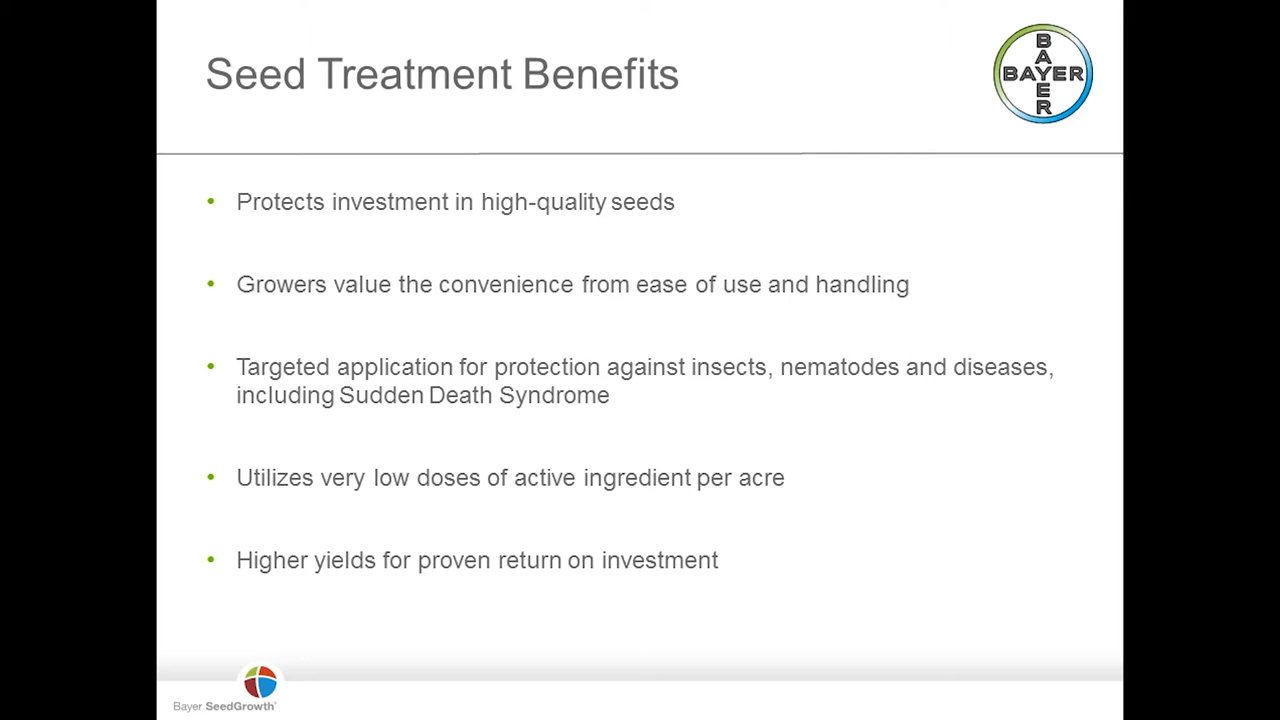 Seed Treatment Benefits
B
A
BAYER
E
R
• Protects investment in high-quality seeds
• Growers value the convenience from ease of use and handling
• Targeted application for protection against insects, nematodes and diseases,
including Sudden Death Syndrome
• Utilizes very low doses of active ingredient per acre
• Higher yields for proven return on investment
Bayer SeedGrowth™